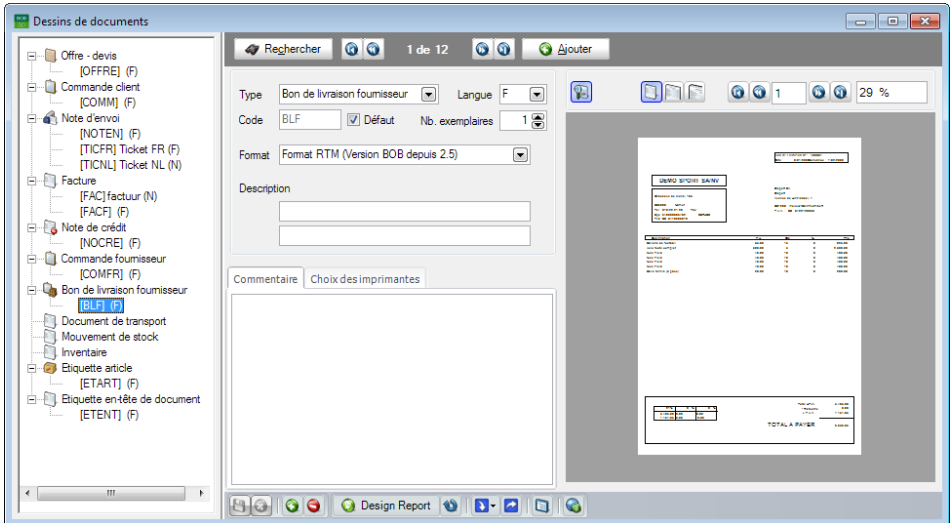 Dessins de documents
Offre - devis
[OFFRE] (F)
Commande client
[COMM] (F)
Note d'envoi
[NOTEN] (F)
[TICFR] Ticket FR (F)
[TICNL] Ticket NL (N)
Facture
[FAC] factuur (N)
[FACF] (F)
Note de crédit
[NOCRE] (F)
Commande fournisseur
[COMFR] (F)
Bon de livraison fournisseur
[BLF] (F)
Document de transport
Mouvement de stock
Inventaire
Etiquette article
[ETART] (F)
Etiquette en-tête de document
[ETENT] (F)
Rechercher 1 de 12 Ajouter
Type Bon de livraison fournisseur Langue F
Code BLF Défaut Nb. exemplaires 1
Format Format RTM (Version BOB depuis 2.5)
Description
Commentaire Choix des imprimantes
Design Report
1 29 %
DEMO SPORT SA/NV
TOTAL A PAYER